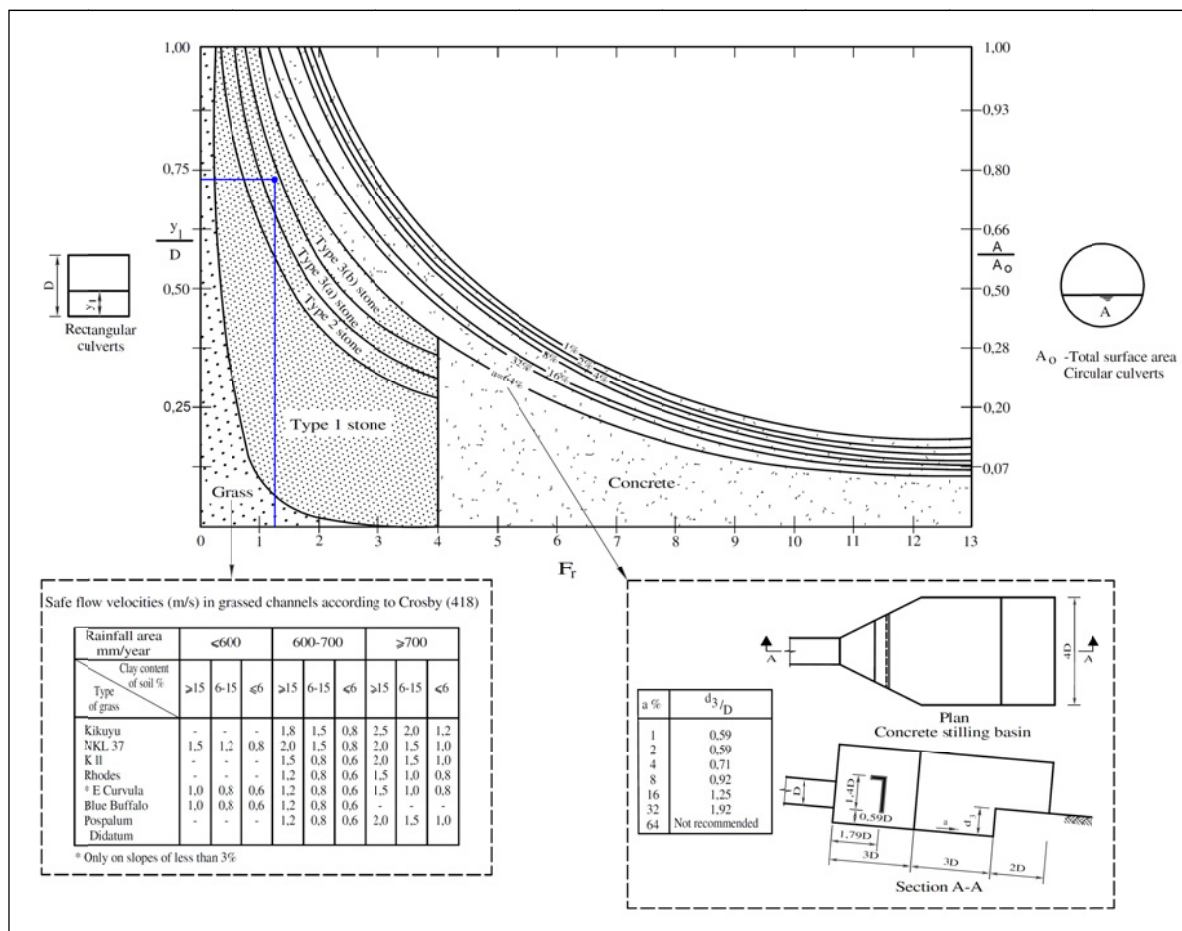 1,00
0,75
y₁
D
0,50
0,25
1,00
0,93
0,80
0,66
A
A₀
0,50
0,28
0,20
0,07
D
y₁
Rectangular
culverts
A
A₀ -Total surface area
Circular culverts
Type 3(b) stone
Type 3(a) stone
Type 2 stone
Type 1 stone
Grass
Concrete
1%
2%
4%
8%
16%
32%
a=64%
0 1 2 3 4 5 6 7 8 9 10 11 12 13
Fr
Safe flow velocities (m/s) in grassed channels according to Crosby (418)
Rainfall area mm/year ⩽600 600-700 ⩾700
Clay content of soil %
Type of grass
⩾15 6-15 ⩽6 ⩾15 6-15 ⩽6 ⩾15 6-15 ⩽6
Kikuyu - - - 1,8 1,5 0,8 2,5 2,0 1,2
NKL 37 1,5 1,2 0,8 2,0 1,5 0,8 2,0 1,5 1,0
K II - - - 1,5 0,8 0,6 2,0 1,5 1,0
Rhodes - - - 1,2 0,8 0,6 1,5 1,0 0,8
* E Curvula 1,0 0,8 0,6 1,2 0,8 0,6 1,5 1,0 0,8
Blue Buffalo 1,0 0,8 0,6 1,2 0,8 0,6 - - -
Pospalum - - - 1,2 0,8 0,6 2,0 1,5 1,0
Didatum
* Only on slopes of less than 3%
a % d₃/D
1 0,59
2 0,59
4 0,71
8 0,92
16 1,25
32 1,92
64 Not recommended
A
A
4D
Plan
Concrete stilling basin
D
1,4D
0,59D
1,79D
d₃
3D
3D
2D
Section A-A